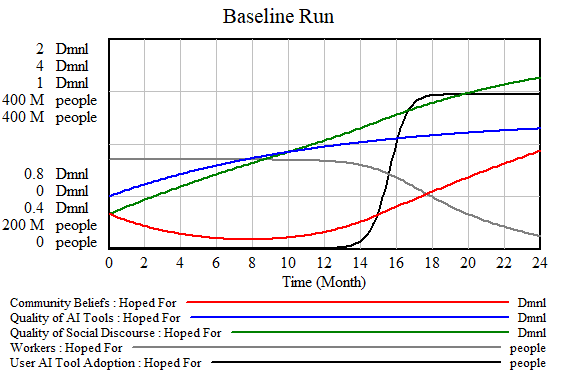 Baseline Run
2 Dmnl
4 Dmnl
1 Dmnl
400 M people
400 M people
0.8 Dmnl
0 Dmnl
0.4 Dmnl
200 M people
0 people
0 2 4 6 8 10 12 14 16 18 20 22 24
Time (Month)
Community Beliefs : Hoped For Dmnl
Quality of AI Tools : Hoped For Dmnl
Quality of Social Discourse : Hoped For Dmnl
Workers : Hoped For people
User AI Tool Adoption : Hoped For people